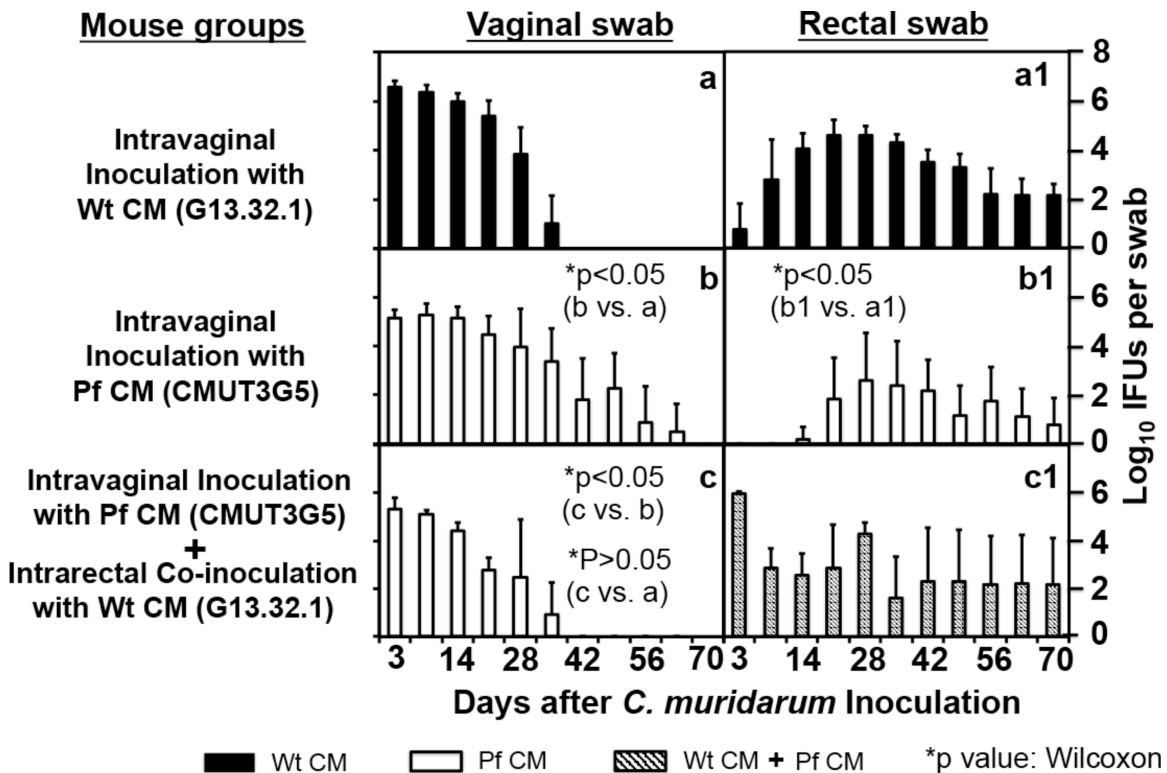 Mouse groups
Vaginal swab
Rectal swab
Intravaginal
Inoculation with
Wt CM (G13.32.1)
a
a1
8
6
4
2
0
Intravaginal
Inoculation with
Pf CM (CMUT3G5)
*p<0.05
(b vs. a)
b
*p<0.05
(b1 vs. a1)
b1
6
4
2
0
Log10 IFUs per swab
Intravaginal Inoculation
with Pf CM (CMUT3G5)
+
Intrarectal Co-inoculation
with Wt CM (G13.32.1)
*p<0.05
(c vs. b)
*P>0.05
(c vs. a)
c
c1
6
4
2
0
3 14 28 42 56 70
3 14 28 42 56 70
Days after C. muridarum Inoculation
Wt CM
Pf CM
Wt CM + Pf CM
*p value: Wilcoxon